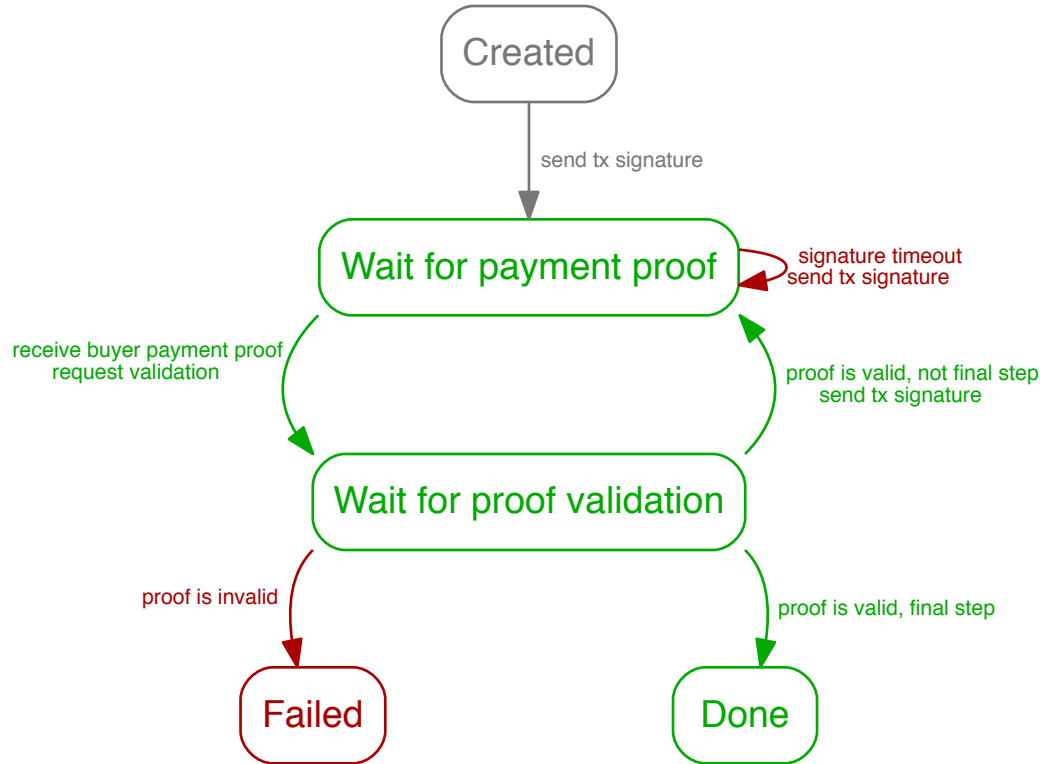 Created
send tx signature
Wait for payment proof
signature timeout
send tx signature
receive buyer payment proof
request validation
proof is valid, not final step
send tx signature
Wait for proof validation
proof is invalid
proof is valid, final step
Failed
Done